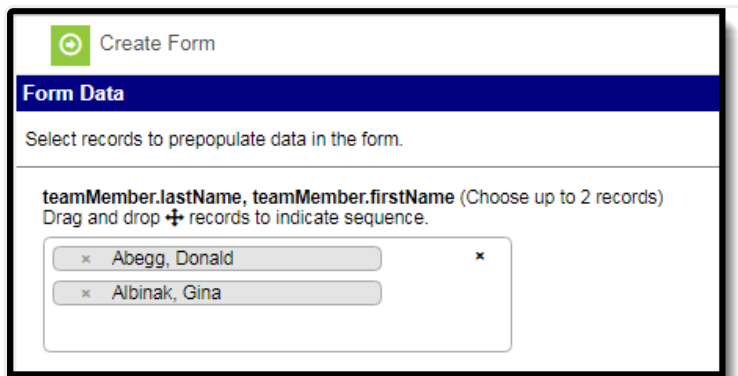 Create Form
Form Data
Select records to prepopulate data in the form.
teamMember.lastName, teamMember.firstName (Choose up to 2 records)
Drag and drop records to indicate sequence.
× Abegg, Donald ×
× Albinak, Gina